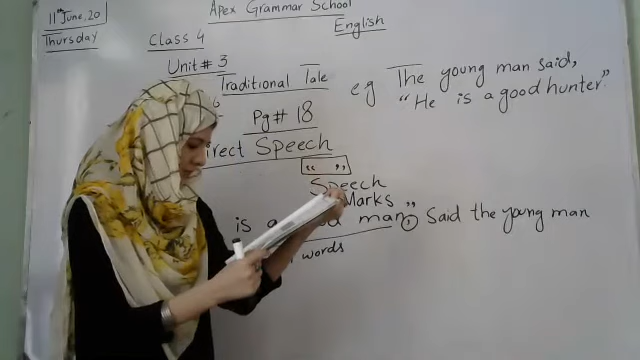 Apex Grammar School
11th June, 20
English
Thursday
Class 4
Unit # 3
Traditional Tale
Pg # 18
e.g The young man said,
"He is a good hunter."
irect Speech
" "
Speech
Marks
is a man," Said the young man
words